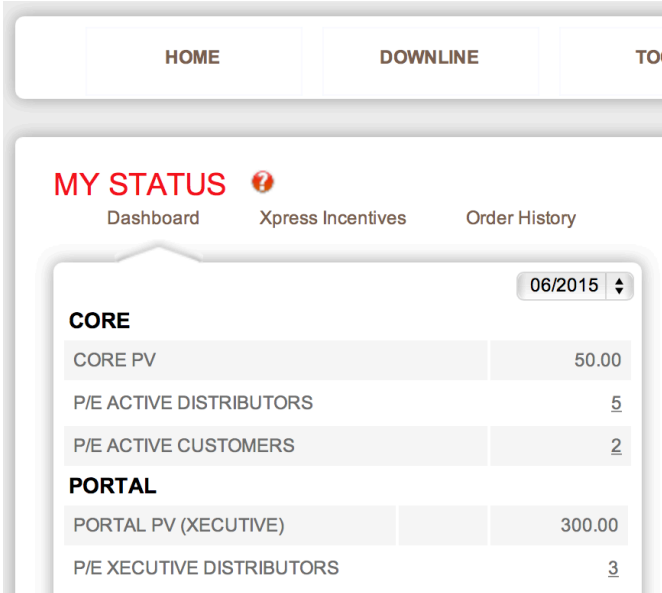 HOME DOWNLINE
MY STATUS ?
Dashboard Xpress Incentives Order History
06/2015
CORE
CORE PV 50.00
P/E ACTIVE DISTRIBUTORS 5
P/E ACTIVE CUSTOMERS 2
PORTAL
PORTAL PV (XECUTIVE) 300.00
P/E XECUTIVE DISTRIBUTORS 3